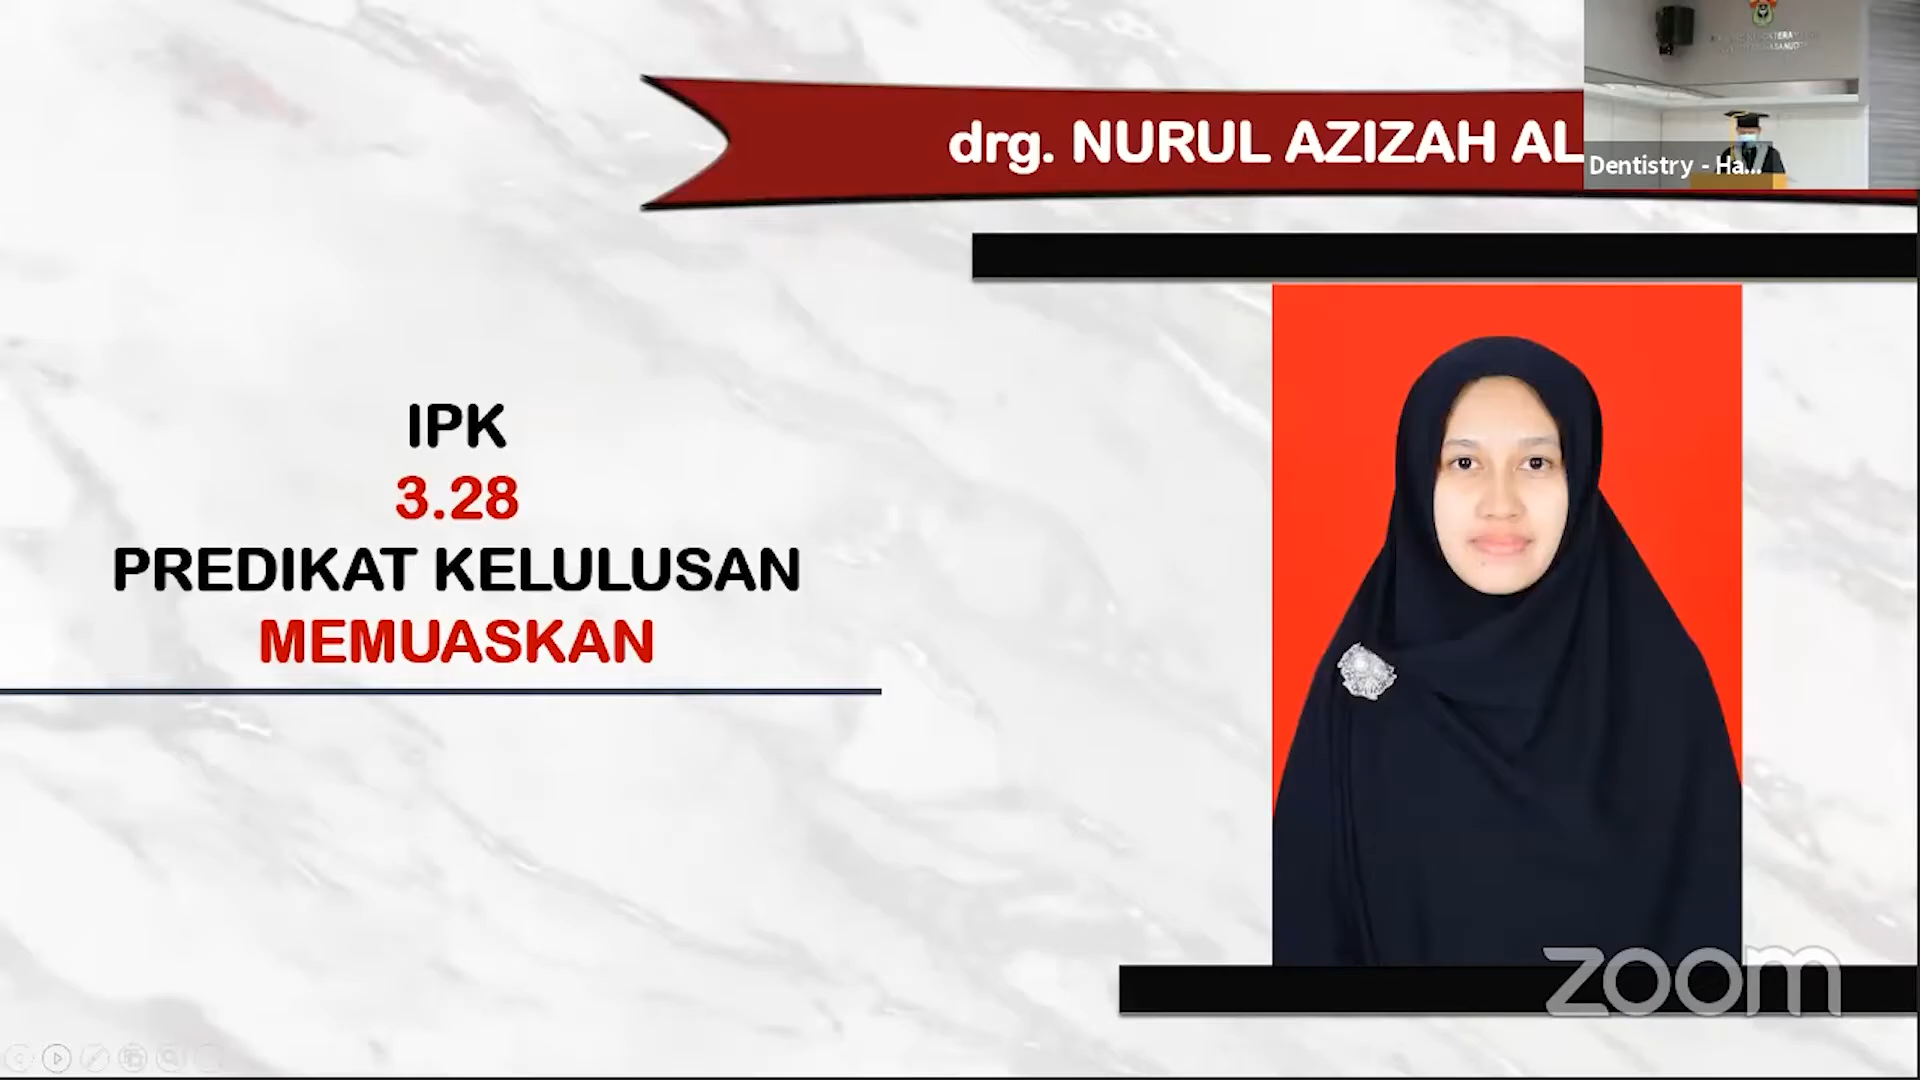 drg. NURUL AZIZAH AL
Dentistry - Ha...
IPK
3.28
PREDIKAT KELULUSAN
MEMUASKAN
zoom